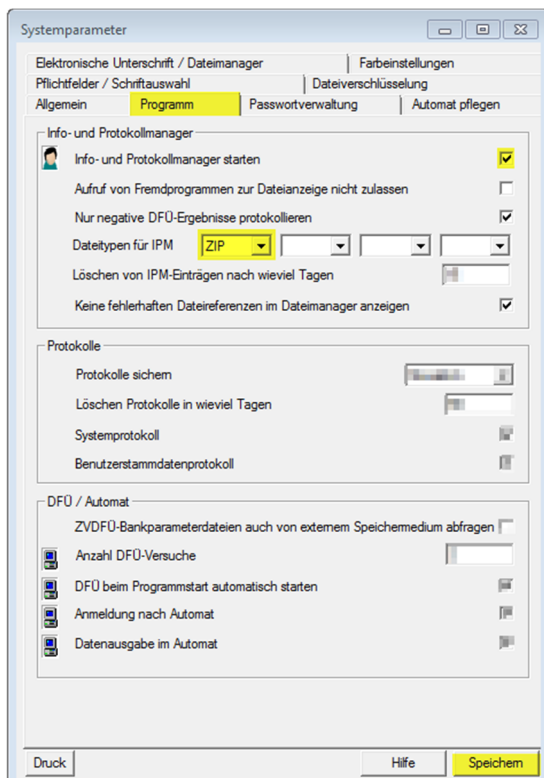 Systemparameter
Elektronische Unterschrift / Dateimanager
Farbeinstellungen
Pflichtfelder / Schriftauswahl
Dateiverschlüsselung
Allgemein
Programm
Passwortverwaltung
Automat pflegen
Info- und Protokollmanager
Info- und Protokollmanager starten
Aufruf von Fremdprogrammen zur Dateianzeige nicht zulassen
Nur negative DFÜ-Ergebnisse protokollieren
Dateitypen für IPM
ZIP
Löschen von IPM-Einträgen nach wieviel Tagen
Keine fehlerhaften Dateireferenzen im Dateimanager anzeigen
Protokolle
Protokolle sichern
Löschen Protokolle in wieviel Tagen
Systemprotokoll
Benutzerstammdatenprotokoll
DFÜ / Automat
ZVDFÜ-Bankparameterdateien auch von externem Speichermedium abfragen
Anzahl DFÜ-Versuche
DFÜ beim Programmstart automatisch starten
Anmeldung nach Automat
Datenausgabe im Automat
Druck
Hilfe
Speichern